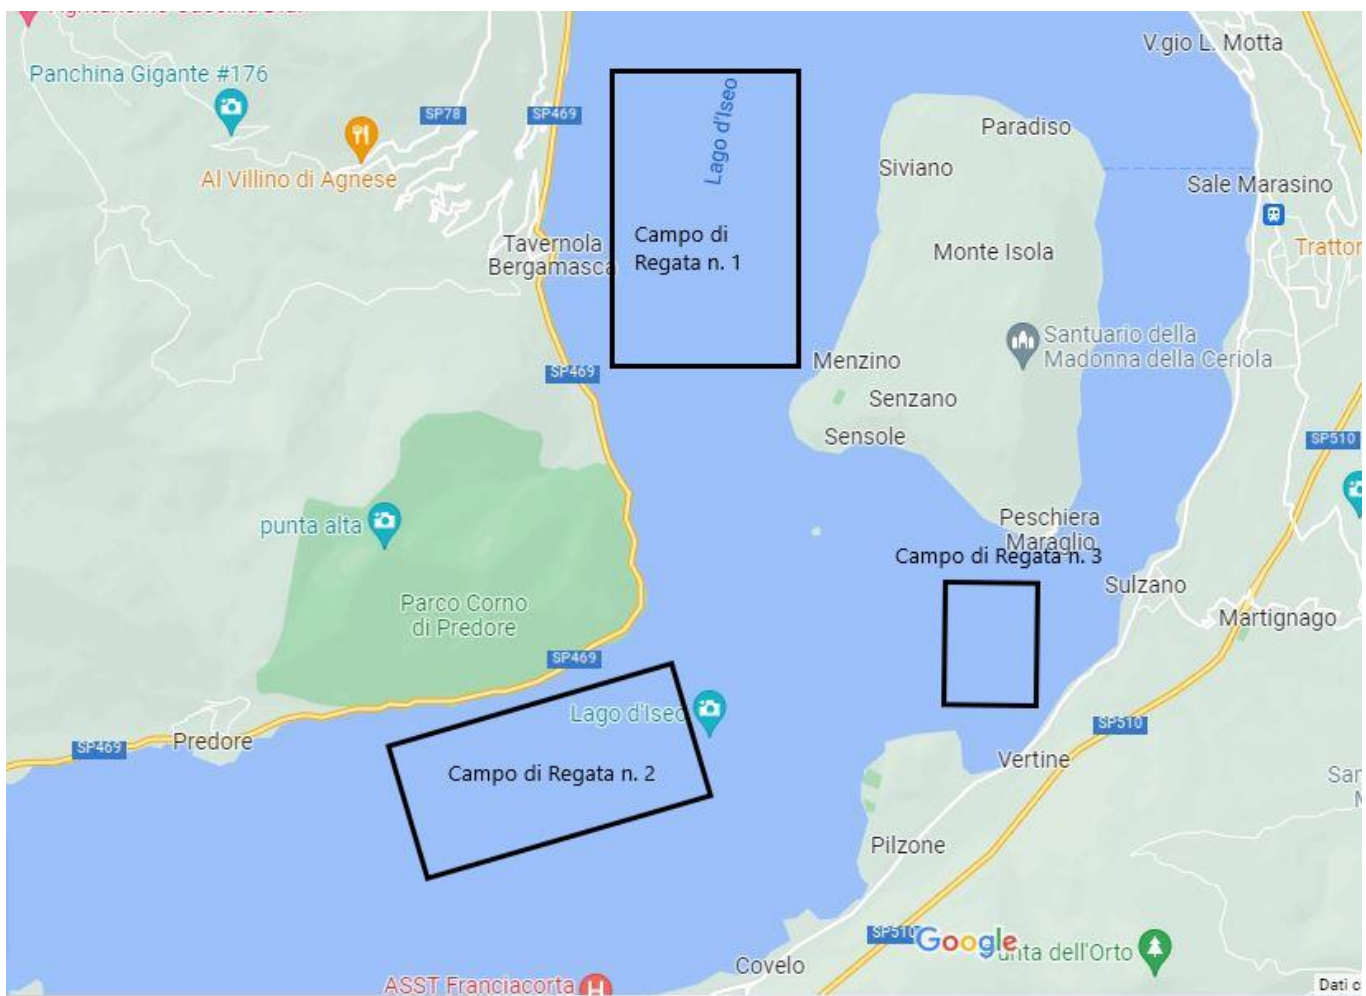 V.gio L. Motta
Panchina Gigante #176
SP78
SP469
Lago d'Iseo
Paradiso
Siviano
Al Villino di Agnese
Sale Marasino
Campo di
Regata n. 1
Tavernola
Bergamasca
Monte Isola
Santuario della
Madonna della Ceriola
Menzino
SP469
Senzano
Sensole
SP510
punta alta
Peschiera
Maraglio
Campo di Regata n. 3
Sulzano
Parco Corno
di Predore
Martignago
SP469
Lago d'Iseo
SP510
Predore
SP469
Vertine
Campo di Regata n. 2
Pilzone
SP510
Google
Covelo
ASST Franciacorta
H